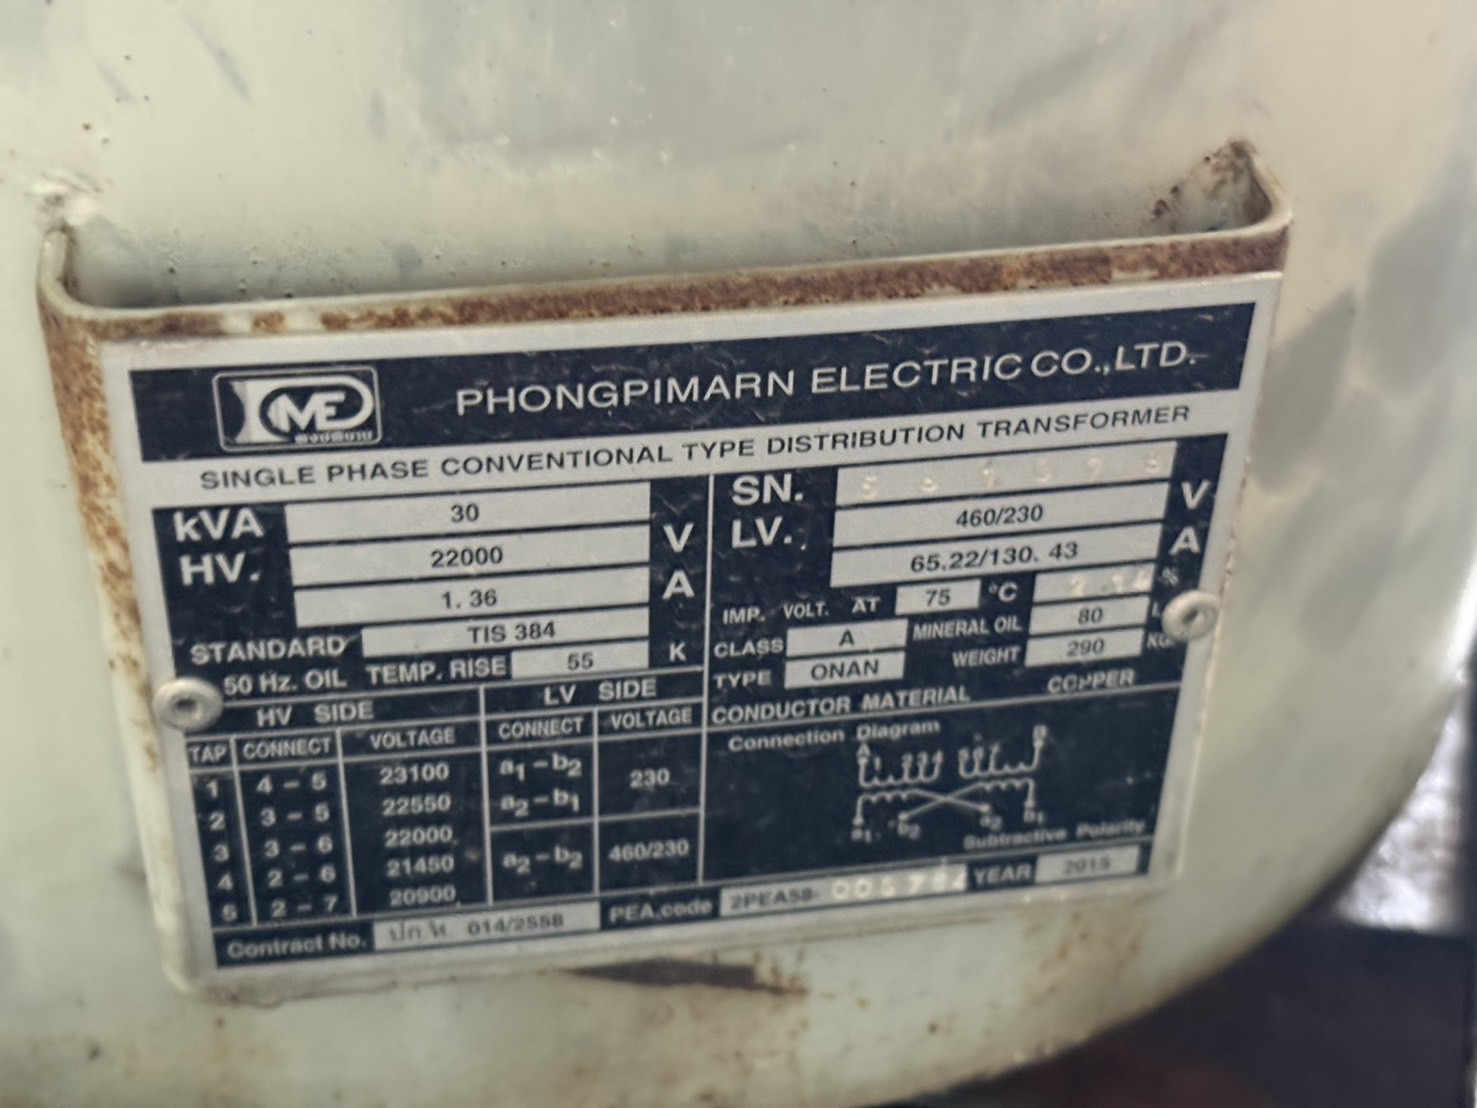 PHONGPIMARN ELECTRIC CO.,LTD.
SINGLE PHASE CONVENTIONAL TYPE DISTRIBUTION TRANSFORMER
kVA 30
HV. 22000 V
1.36 A
STANDARD TIS 384
50 Hz. OIL TEMP. RISE 55 K
SN.
LV. 460/230 V
65.22/130.43 A
IMP. VOLT. AT 75 °C %
CLASS A MINERAL OIL 80 L
TYPE ONAN WEIGHT 290 KG.
CONDUCTOR MATERIAL COPPER
HV SIDE LV SIDE
TAP CONNECT VOLTAGE CONNECT VOLTAGE
1 4 – 5 23100 a1–b2 230
2 3 – 5 22550 a2–b1
3 3 – 6 22000
4 2 – 6 21450 a2–b2 460/230
5 2 – 7 20900
Connection Diagram
A B
a1 b2 a2 b1
Subtractive Polarity
Contract No. ปก.พ. 014/2558 PEA.code 2PEA58- YEAR 2015